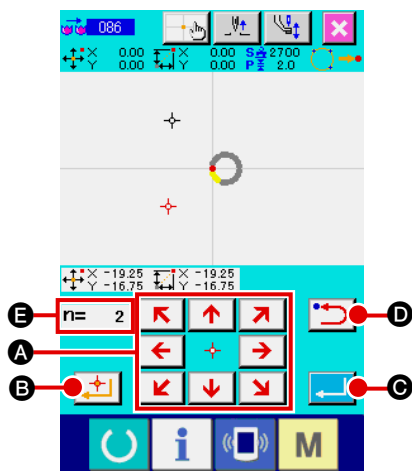 086
X 0.00 X 0.00 S 2700
Y 0.00 Y 0.00 P 2.0
X -19.25 X -19.25
Y -16.75 Y -16.75
E n= 2 D
A
B C
i M